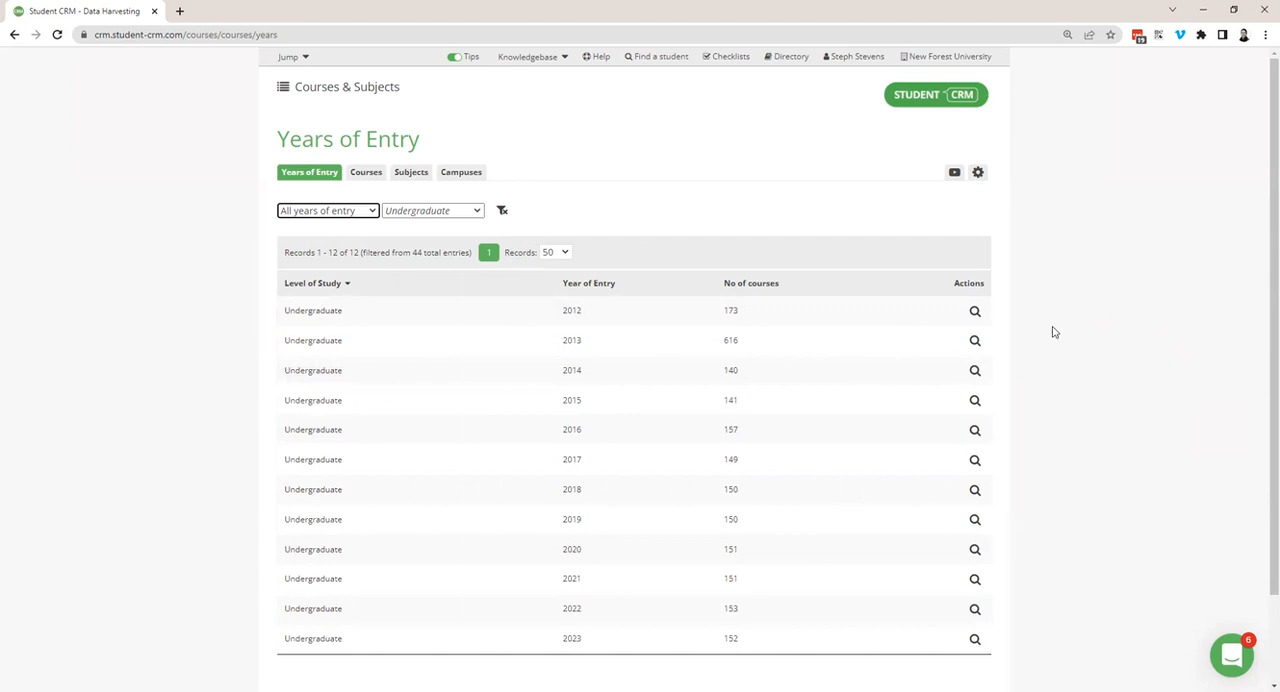 Student CRM - Data Harvesting
crm.student-crm.com/courses/courses/years
19
Jump Tips Knowledgebase Help Find a student Checklists Directory Steph Stevens New Forest University
Courses & Subjects
STUDENT CRM
Years of Entry
Years of Entry Courses Subjects Campuses
All years of entry Undergraduate
Records 1 - 12 of 12 (filtered from 44 total entries) 1 Records: 50
Level of Study Year of Entry No of courses Actions
Undergraduate 2012 173
Undergraduate 2013 616
Undergraduate 2014 140
Undergraduate 2015 141
Undergraduate 2016 157
Undergraduate 2017 149
Undergraduate 2018 150
Undergraduate 2019 150
Undergraduate 2020 151
Undergraduate 2021 151
Undergraduate 2022 153
Undergraduate 2023 152
6